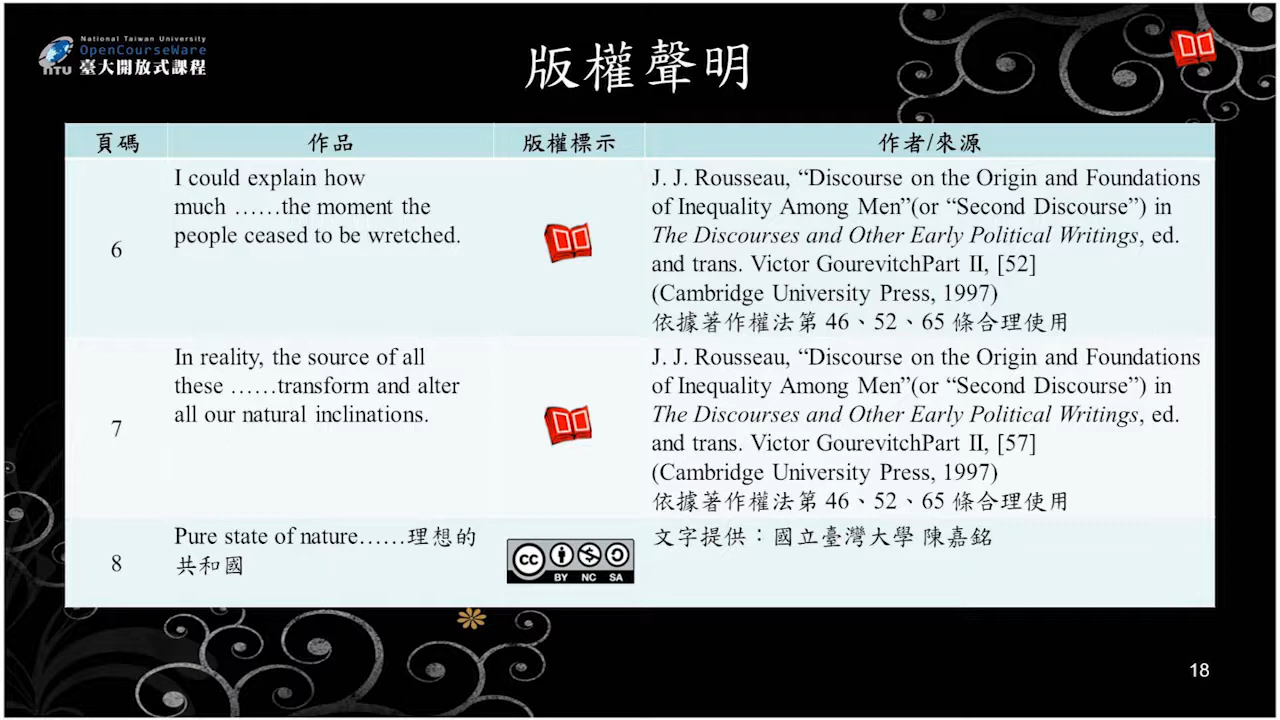 National Taiwan University
OpenCourseWare
NTU 臺大開放式課程
版權聲明
頁碼 作品 版權標示 作者/來源
6
I could explain how
much ……the moment the
people ceased to be wretched.
J. J. Rousseau, “Discourse on the Origin and Foundations
of Inequality Among Men”(or “Second Discourse”) in
The Discourses and Other Early Political Writings, ed.
and trans. Victor GourevitchPart II, [52]
(Cambridge University Press, 1997)
依據著作權法第 46、52、65 條合理使用
7
In reality, the source of all
these ……transform and alter
all our natural inclinations.
J. J. Rousseau, “Discourse on the Origin and Foundations
of Inequality Among Men”(or “Second Discourse”) in
The Discourses and Other Early Political Writings, ed.
and trans. Victor GourevitchPart II, [57]
(Cambridge University Press, 1997)
依據著作權法第 46、52、65 條合理使用
8
Pure state of nature……理想的
共和國
cc
BY NC SA
文字提供：國立臺灣大學 陳嘉銘
18